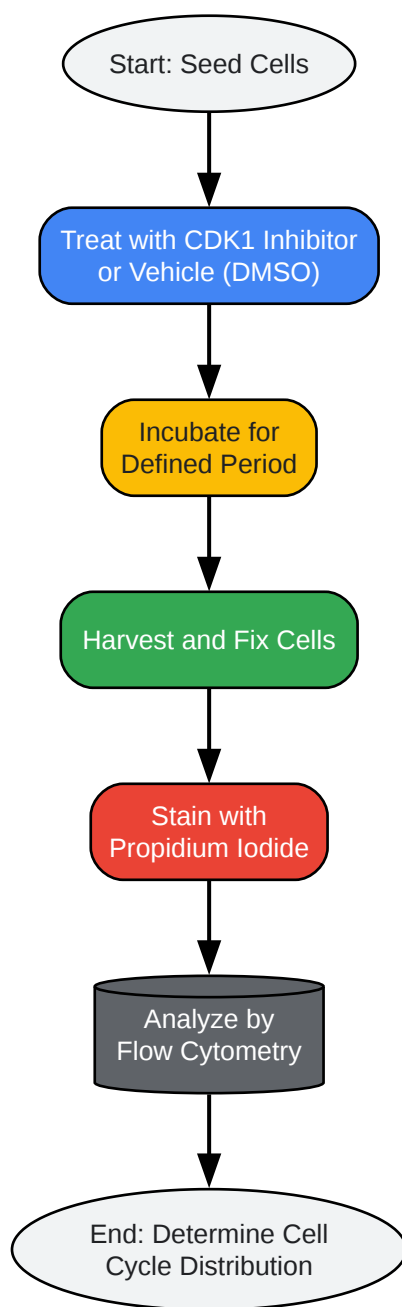 Start: Seed Cells
Treat with CDK1 Inhibitor
or Vehicle (DMSO)
Incubate for
Defined Period
Harvest and Fix Cells
Stain with
Propidium Iodide
Analyze by
Flow Cytometry
End: Determine Cell
Cycle Distribution